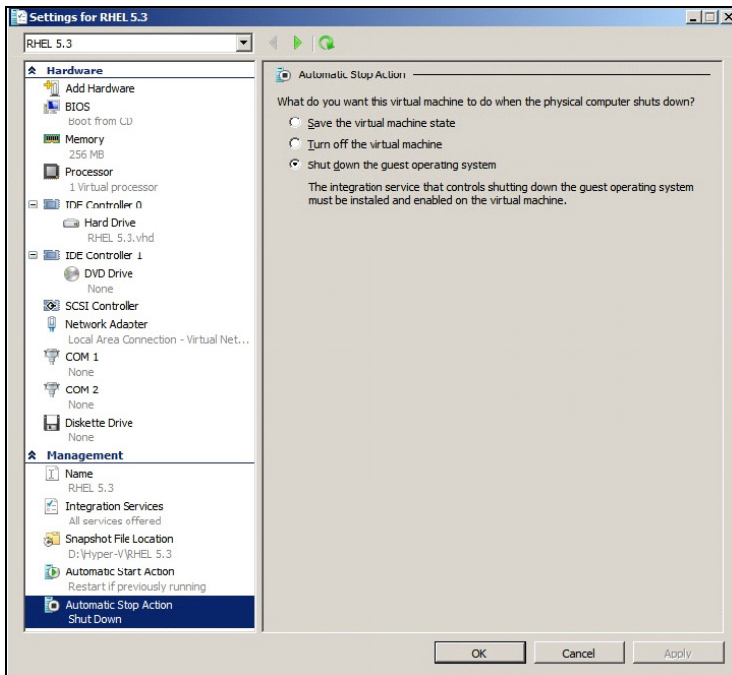 Settings for RHEL 5.3
RHEL 5.3
Hardware
Add Hardware
BIOS
Boot from CD
Memory
256 MB
Processor
1 Virtual processor
IDE Controller 0
Hard Drive
RHEL 5.3.vhd
IDE Controller 1
DVD Drive
None
SCSI Controller
Network Adapter
Local Area Connection - Virtual Net...
COM 1
None
COM 2
None
Diskette Drive
None
Management
Name
RHEL 5.3
Integration Services
All services offered
Snapshot File Location
D:\Hyper-V\RHEL 5.3
Automatic Start Action
Restart if previously running
Automatic Stop Action
Shut Down
Automatic Stop Action
What do you want this virtual machine to do when the physical computer shuts down?
Save the virtual machine state
Turn off the virtual machine
Shut down the guest operating system
The integration service that controls shutting down the guest operating system
must be installed and enabled on the virtual machine.
OK
Cancel
Apply